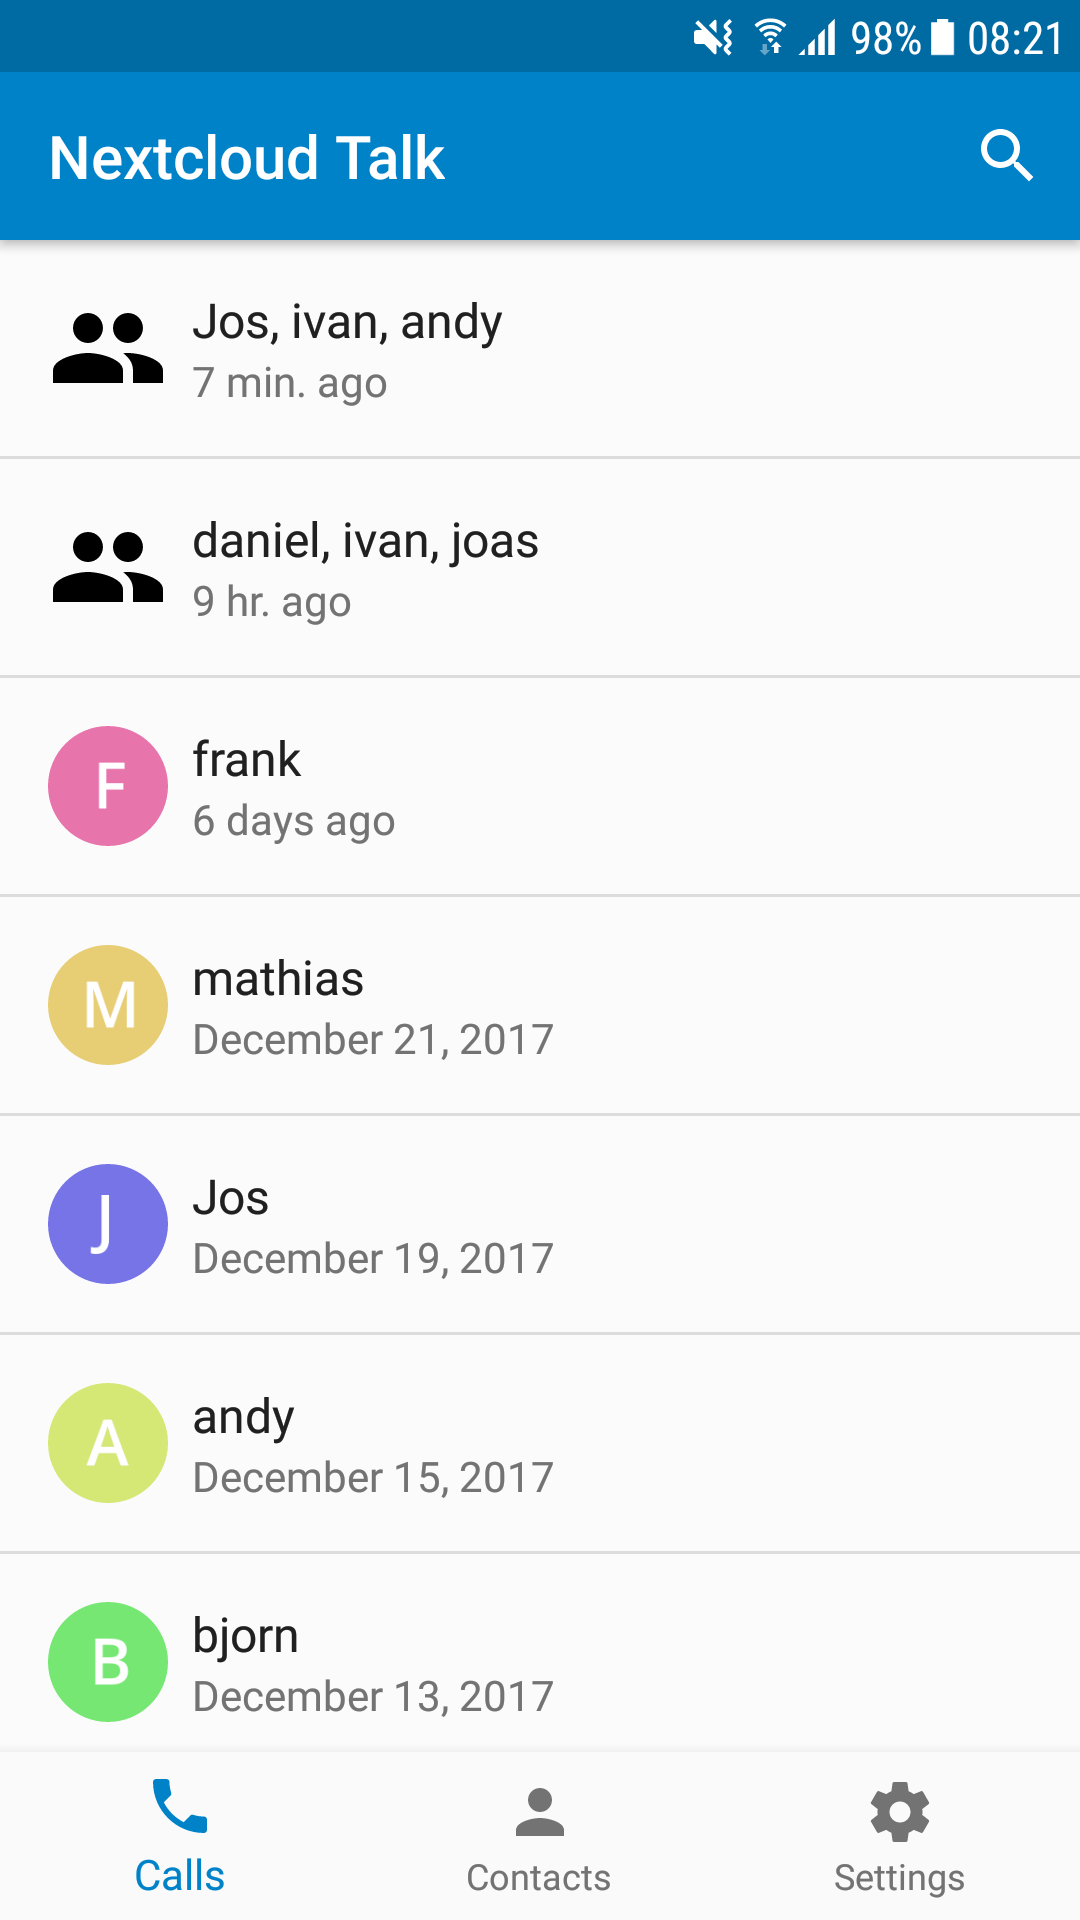 98% 08:21
Nextcloud Talk
Jos, ivan, andy
7 min. ago
daniel, ivan, joas
9 hr. ago
F
frank
6 days ago
M
mathias
December 21, 2017
J
Jos
December 19, 2017
A
andy
December 15, 2017
B
bjorn
December 13, 2017
Calls Contacts Settings